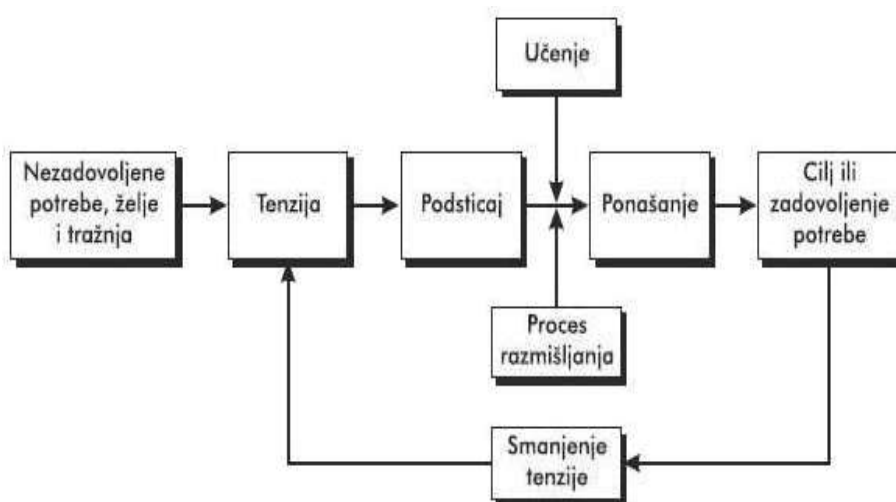 Učenje
Nezadovoljene
potrebe, želje
i tražnja
Tenzija
Podsticaj
Ponašanje
Cilj ili
zadovoljenje
potrebe
Proces
razmišljanja
Smanjenje
tenzije